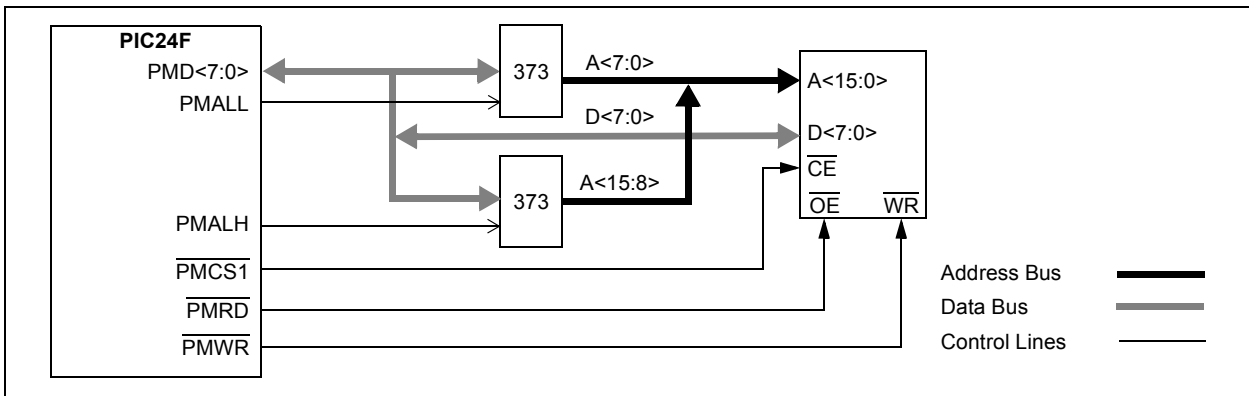 PIC24F
PMD<7:0>
PMALL
PMALH
PMCS1
PMRD
PMWR
373
373
A<7:0>
D<7:0>
A<15:8>
A<15:0>
D<7:0>
CE
OE WR
Address Bus
Data Bus
Control Lines